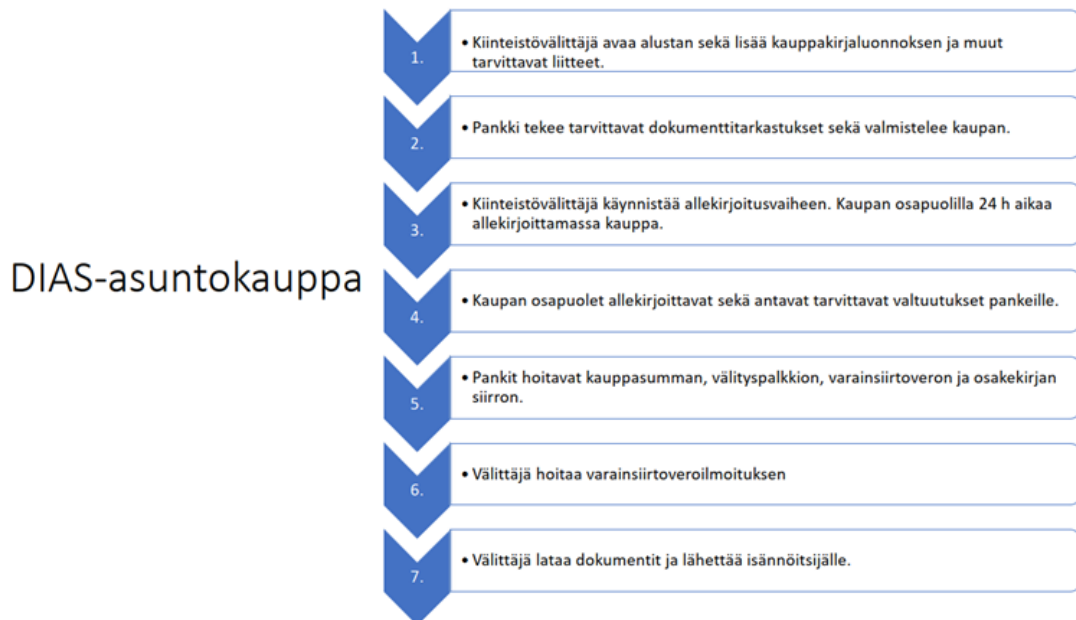 DIAS-asuntokauppa
1.
• Kiinteistövälittäjä avaa alustan sekä lisää kauppakirjaluonnoksen ja muut
tarvittavat liitteet.
2.
• Pankki tekee tarvittavat dokumenttitarkastukset sekä valmistelee kaupan.
3.
• Kiinteistövälittäjä käynnistää allekirjoitusvaiheen. Kaupan osapuolilla 24 h aikaa
allekirjoittamassa kauppa.
4.
• Kaupan osapuolet allekirjoittavat sekä antavat tarvittavat valtuutukset pankeille.
5.
• Pankit hoitavat kauppasumman, välityspalkkion, varainsiirtoveron ja osakekirjan
siirron.
6.
• Välittäjä hoitaa varainsiirtoveroilmoituksen
7.
• Välittäjä lataa dokumentit ja lähettää isännöitsijälle.